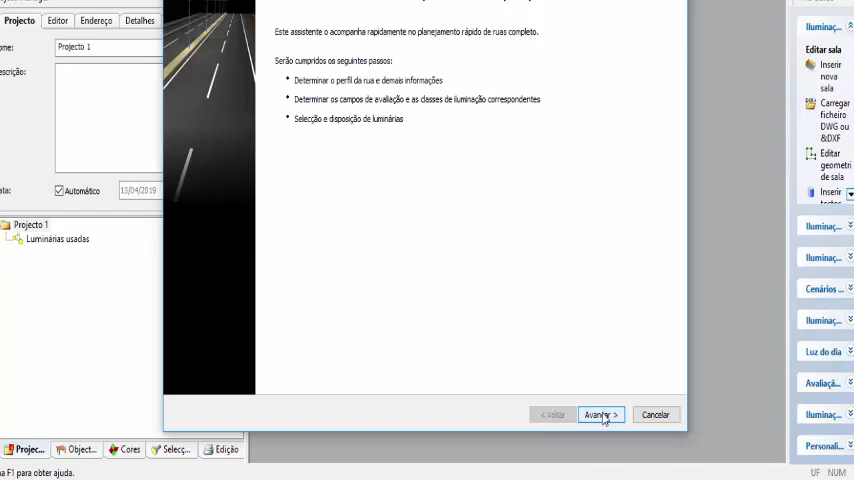 Projecto
Editor
Endereço
Detalhes
ome:
Projecto 1
escrição:
ata:
Automático
13/04/2019
Projecto 1
Luminárias usadas
Este assistente o acompanha rapidamente no planejamento rápido de ruas completo.
Serão cumpridos os seguintes passos:
• Determinar o perfil da rua e demais informações
• Determinar os campos de avaliação e as classes de iluminação correspondentes
• Selecção e disposição de luminárias
< Voltar
Avançar >
Cancelar
Iluminaç...
Editar sala
Inserir
nova
sala
Carregar
ficheiro
DWG ou
&DXF
Editar
geometri
de sala
Inserir
Iluminaç...
Iluminaç...
Cenários ...
Iluminaç...
Luz do dia
Avaliaçã...
Iluminaç...
Personali...
Projec...
Object...
Cores
Selecç...
Edição
a F1 para obter ajuda.
UF NUM